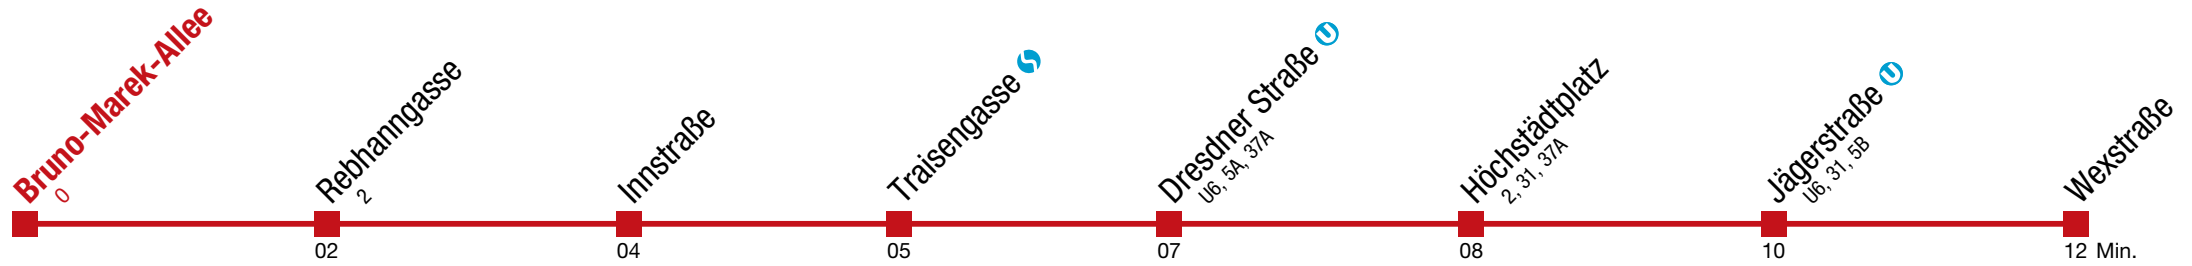 Bruno-Marek-Allee
0
Rebhanngasse
2
Innstraße
Traisengasse
Dresdner Straße U
U6, 5A, 37A
Höchstädtplatz
2, 31, 37A
Jägerstraße U
U6, 31, 5B
Wexstraße
02 04 05 07 08 10 12 Min.